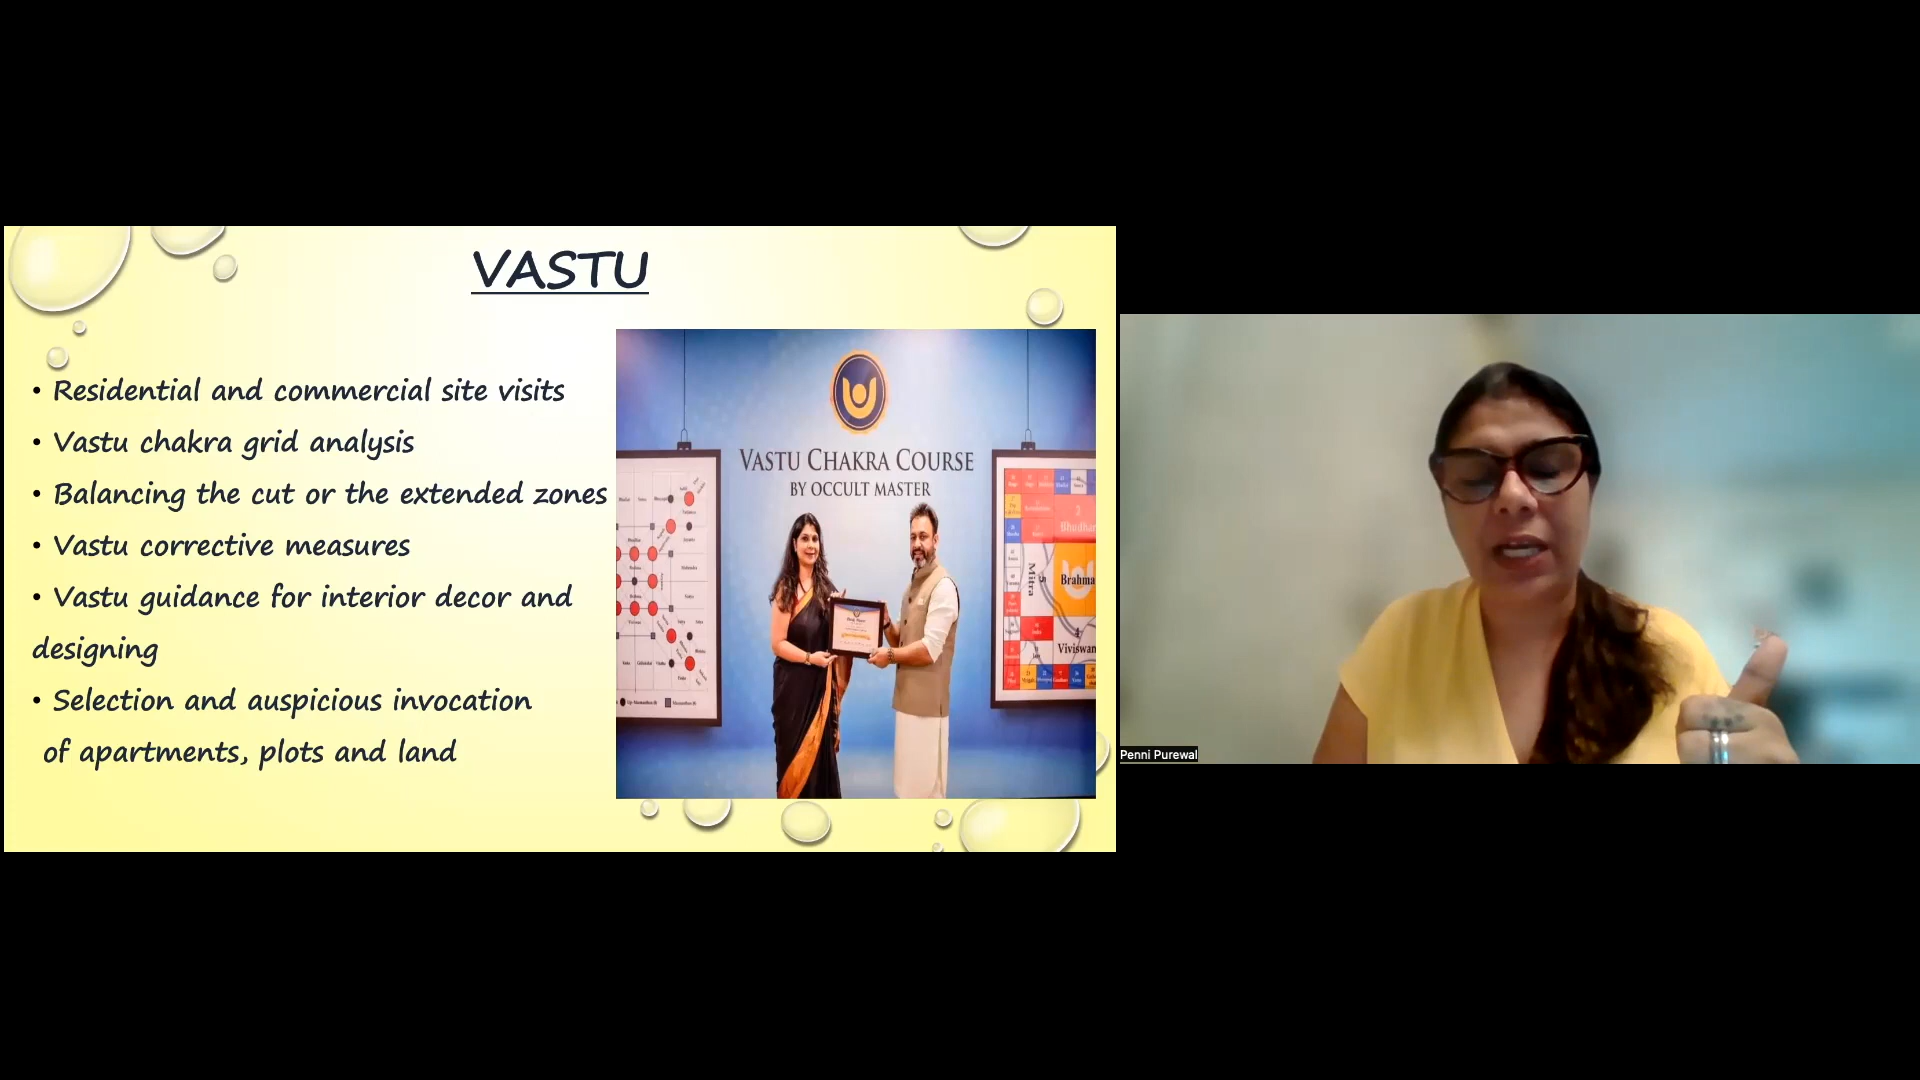 VASTU
• Residential and commercial site visits
• Vastu chakra grid analysis
• Balancing the cut or the extended zones
• Vastu corrective measures
• Vastu guidance for interior decor and
designing
• Selection and auspicious invocation
of apartments, plots and land
VASTU CHAKRA COURSE
BY OCCULT MASTER
Bhudhar
Mitra
Brahma
Viviswan
Penni Purewal